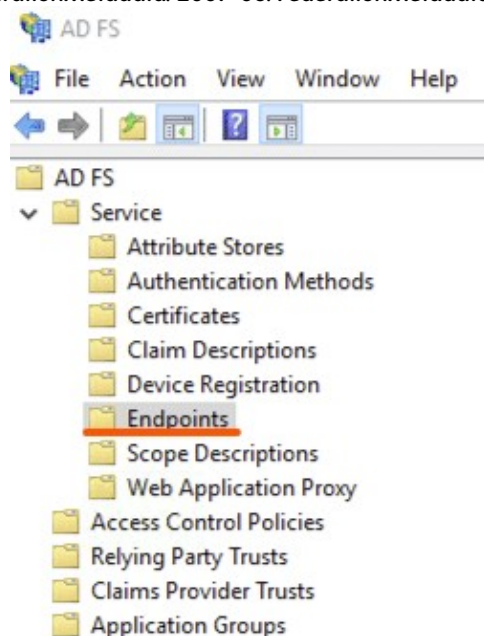 AD FS
File Action View Window Help
AD FS
Service
Attribute Stores
Authentication Methods
Certificates
Claim Descriptions
Device Registration
Endpoints
Scope Descriptions
Web Application Proxy
Access Control Policies
Relying Party Trusts
Claims Provider Trusts
Application Groups